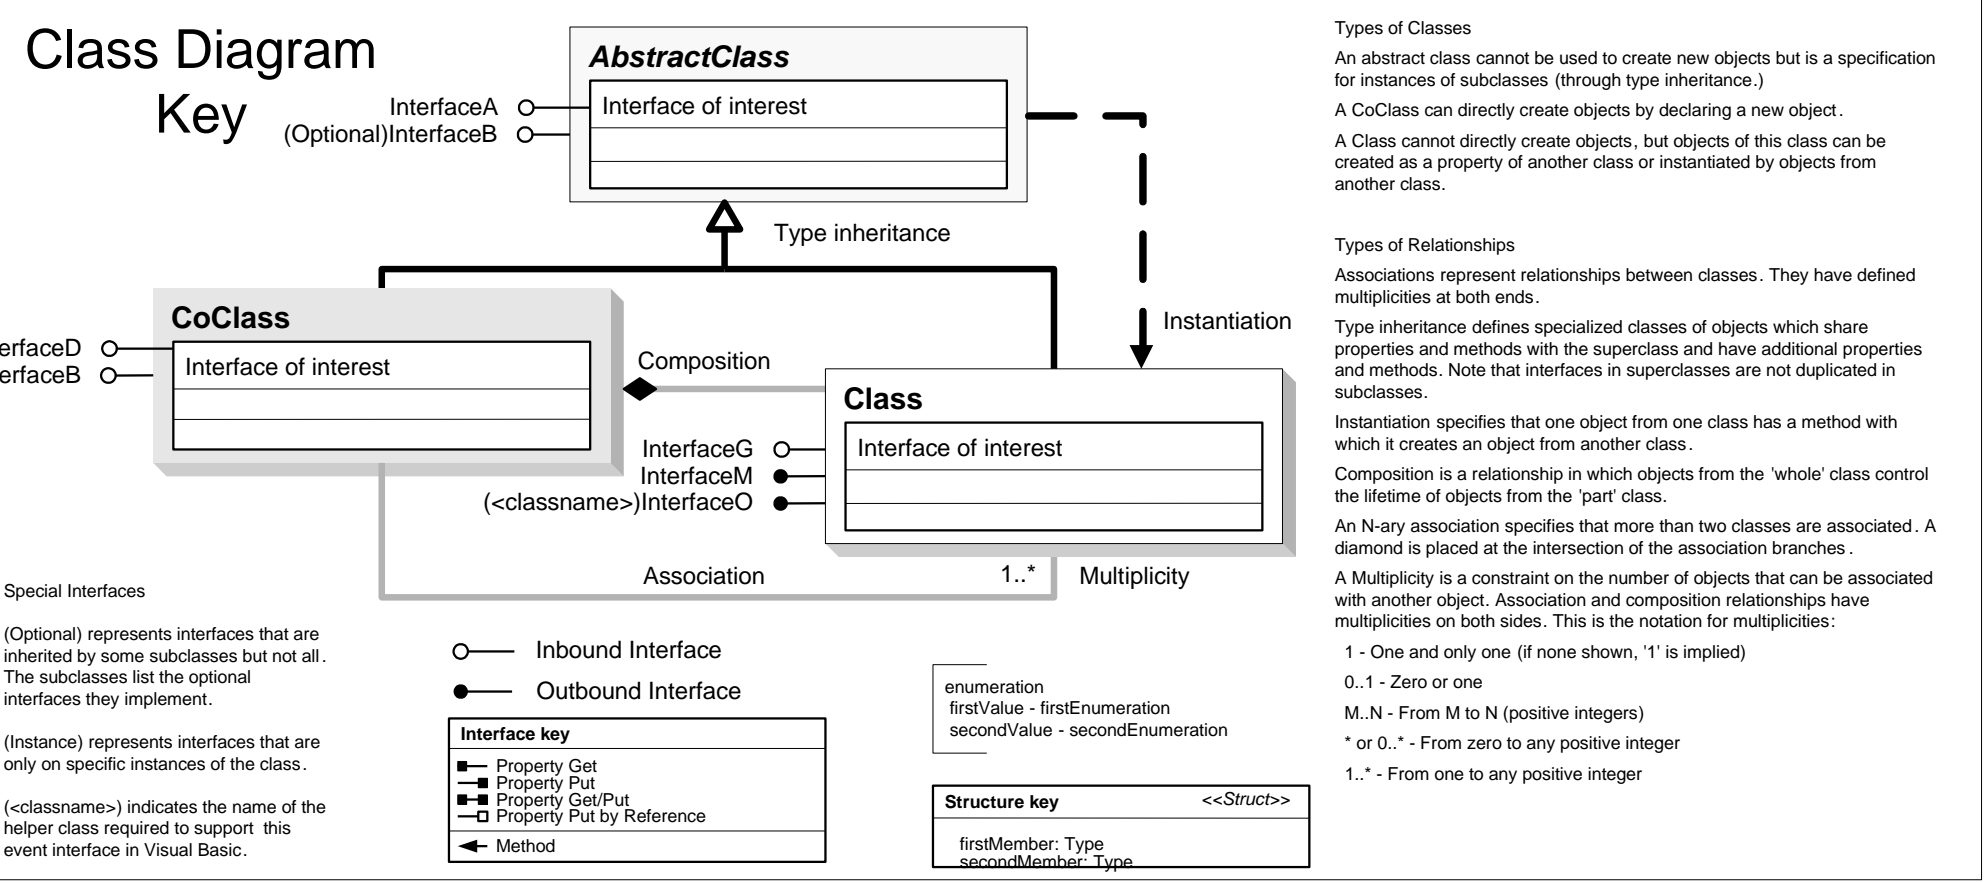 Class Diagram
Key
AbstractClass
InterfaceA
(Optional)InterfaceB
Interface of interest
Type inheritance
CoClass
erfaceD
erfaceB
Interface of interest
Composition
Instantiation
Class
InterfaceG
InterfaceM
(<classname>)InterfaceO
Interface of interest
Association
1..*
Multiplicity
Special Interfaces
(Optional) represents interfaces that are
inherited by some subclasses but not all.
The subclasses list the optional
interfaces they implement.
(Instance) represents interfaces that are
only on specific instances of the class.
(<classname>) indicates the name of the
helper class required to support this
event interface in Visual Basic.
Inbound Interface
Outbound Interface
Interface key
Property Get
Property Put
Property Get/Put
Property Put by Reference
Method
enumeration
firstValue - firstEnumeration
secondValue - secondEnumeration
Structure key
<<Struct>>
firstMember: Type
secondMember: Type
Types of Classes
An abstract class cannot be used to create new objects but is a specification
for instances of subclasses (through type inheritance.)
A CoClass can directly create objects by declaring a new object.
A Class cannot directly create objects, but objects of this class can be
created as a property of another class or instantiated by objects from
another class.
Types of Relationships
Associations represent relationships between classes. They have defined
multiplicities at both ends.
Type inheritance defines specialized classes of objects which share
properties and methods with the superclass and have additional properties
and methods. Note that interfaces in superclasses are not duplicated in
subclasses.
Instantiation specifies that one object from one class has a method with
which it creates an object from another class.
Composition is a relationship in which objects from the 'whole' class control
the lifetime of objects from the 'part' class.
An N-ary association specifies that more than two classes are associated. A
diamond is placed at the intersection of the association branches.
A Multiplicity is a constraint on the number of objects that can be associated
with another object. Association and composition relationships have
multiplicities on both sides. This is the notation for multiplicities:
1 - One and only one (if none shown, '1' is implied)
0..1 - Zero or one
M..N - From M to N (positive integers)
* or 0..* - From zero to any positive integer
1..* - From one to any positive integer